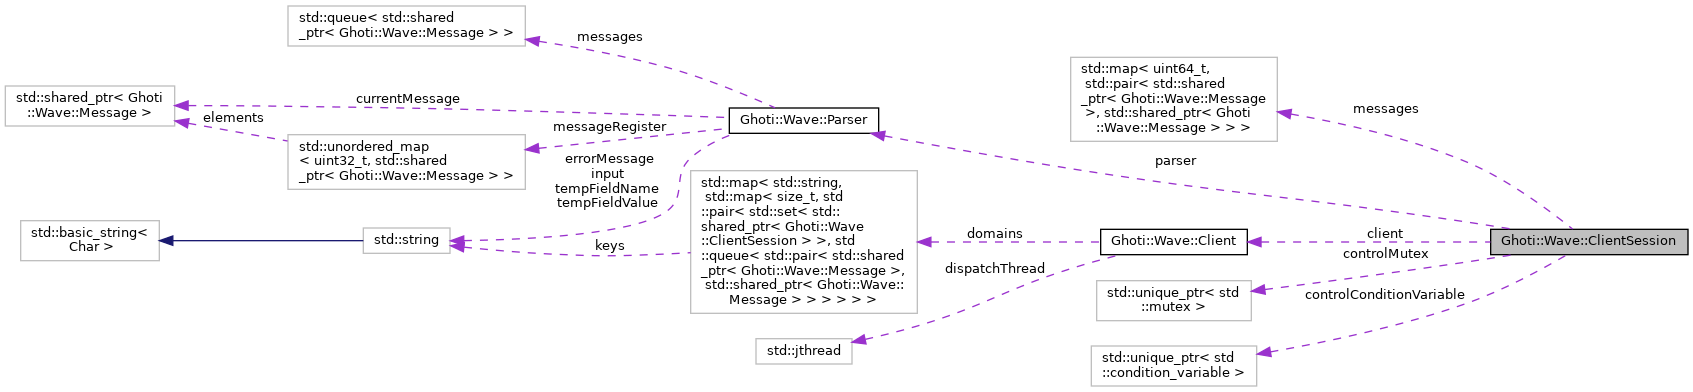 std::queue< std::shared
_ptr< Ghoti::Wave::Message > >
messages
std::shared_ptr< Ghoti
::Wave::Message >
currentMessage
elements
std::unordered_map
< uint32_t, std::shared
_ptr< Ghoti::Wave::Message > >
messageRegister
errorMessage
input
tempFieldName
tempFieldValue
Ghoti::Wave::Parser
std::map< uint64_t,
std::pair< std::shared
_ptr< Ghoti::Wave::Message
>, std::shared_ptr< Ghoti
::Wave::Message > > >
messages
parser
std::basic_string<
Char >
std::string
keys
std::map< std::string,
std::map< size_t, std
::pair< std::set< std::
shared_ptr< Ghoti::Wave
::ClientSession > >, std
::queue< std::pair< std::shared
_ptr< Ghoti::Wave::Message >,
std::shared_ptr< Ghoti::Wave::
Message > > > > > >
domains
Ghoti::Wave::Client
client
Ghoti::Wave::ClientSession
controlMutex
dispatchThread
std::unique_ptr< std
::mutex >
controlConditionVariable
std::jthread
std::unique_ptr< std
::condition_variable >